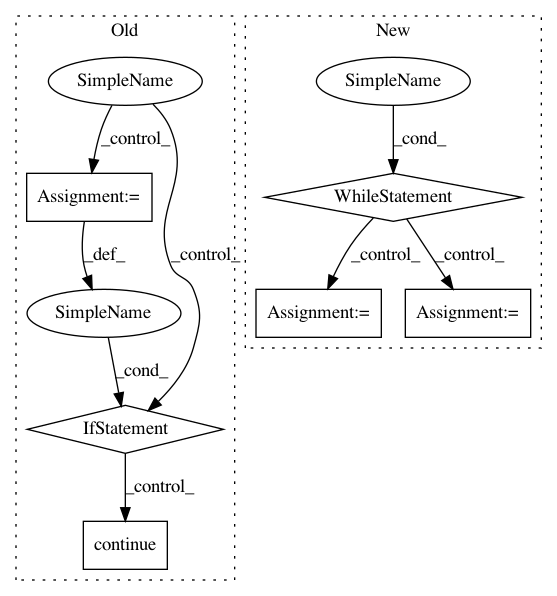 Old
SimpleName
_control_
Assignment:=
_control_
_def_
SimpleName
_cond_
IfStatement
_control_
continue
New
SimpleName
_cond_
WhileStatement
_control_
_control_
Assignment:=
Assignment:=